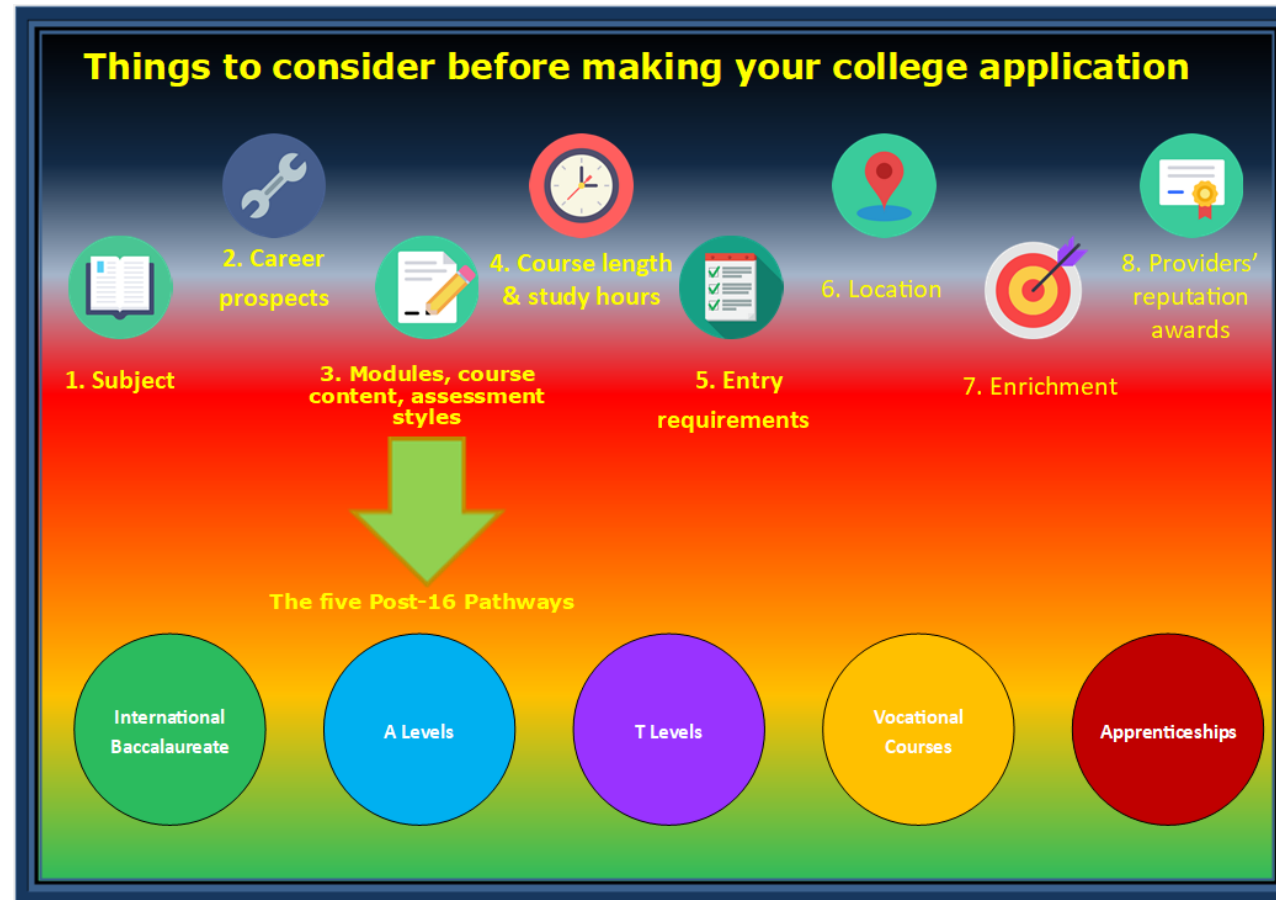 Things to consider before making your college application
1. Subject
2. Career
prospects
3. Modules, course
content, assessment
styles
4. Course length
& study hours
5. Entry
requirements
6. Location
7. Enrichment
8. Providers’
reputation
awards
The five Post-16 Pathways
International
Baccalaureate
A Levels
T Levels
Vocational
Courses
Apprenticeships